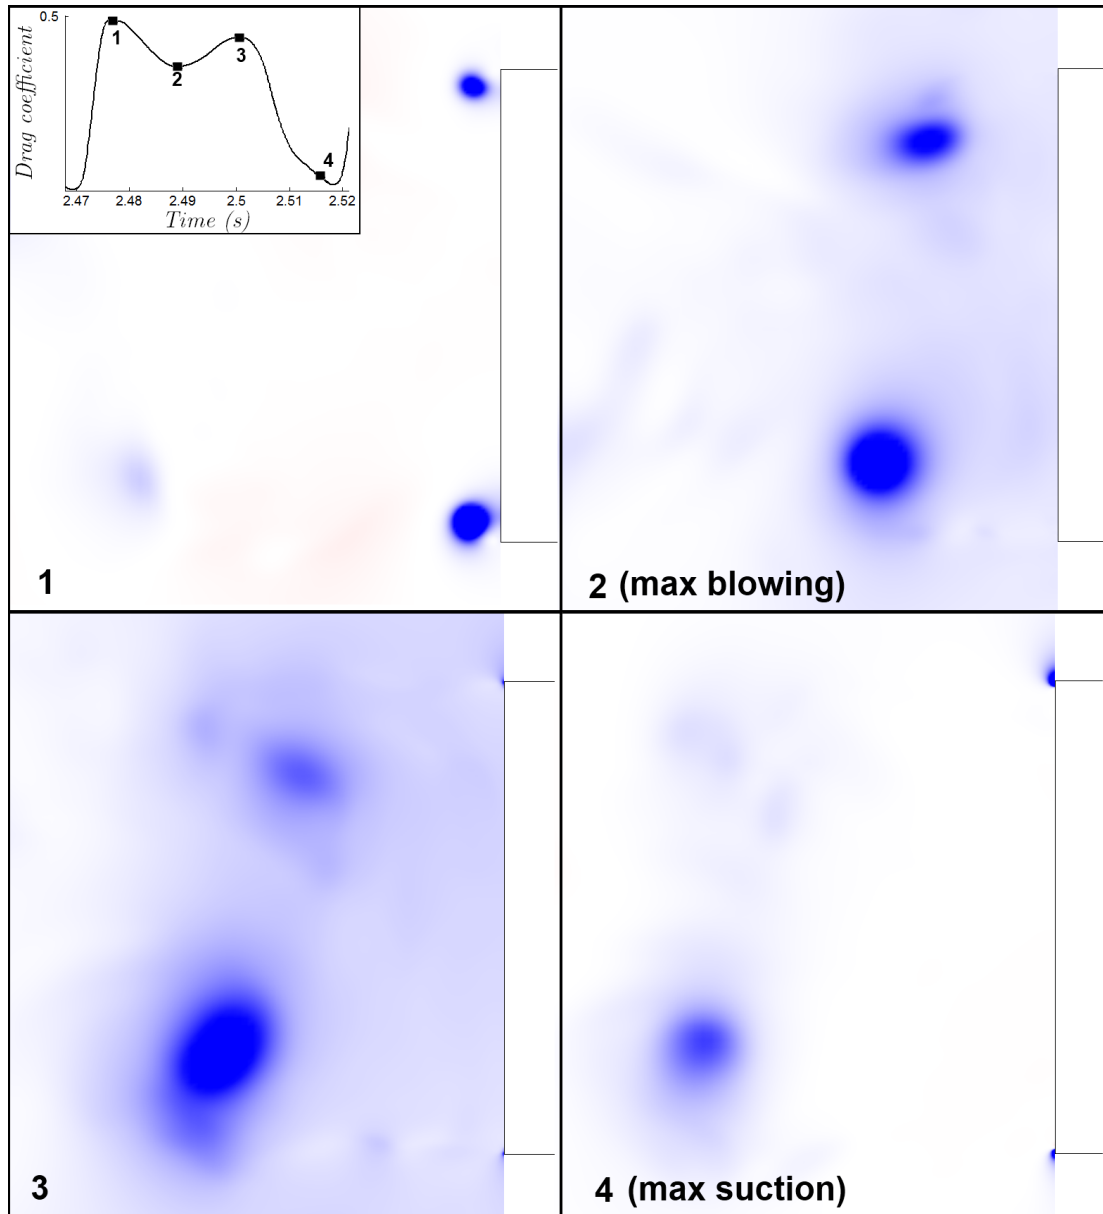 0.5
Drag coefficient
1
2
3
4
2.47 2.48 2.49 2.5 2.51 2.52
Time (s)
1
2 (max blowing)
3
4 (max suction)